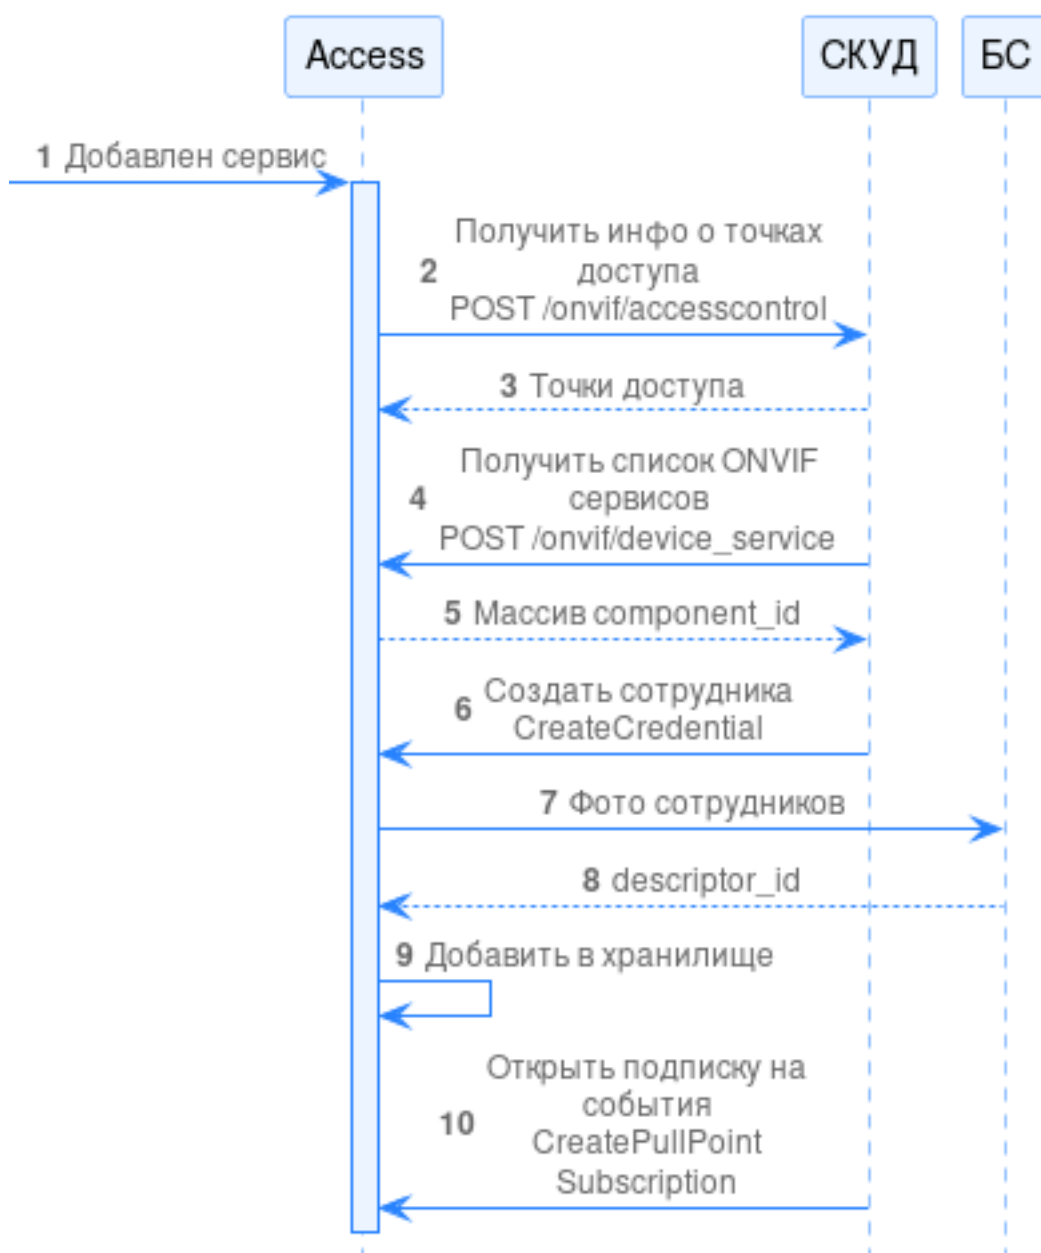 Access
СКУД
БС
1 Добавлен сервис
Получить инфо о точках
2 доступа
POST /onvif/accesscontrol
3 Точки доступа
Получить список ONVIF
4 сервисов
POST /onvif/device_service
5 Массив component_id
6 Создать сотрудника
CreateCredential
7 Фото сотрудников
8 descriptor_id
9 Добавить в хранилище
Открыть подписку на
события
10
CreatePullPoint
Subscription